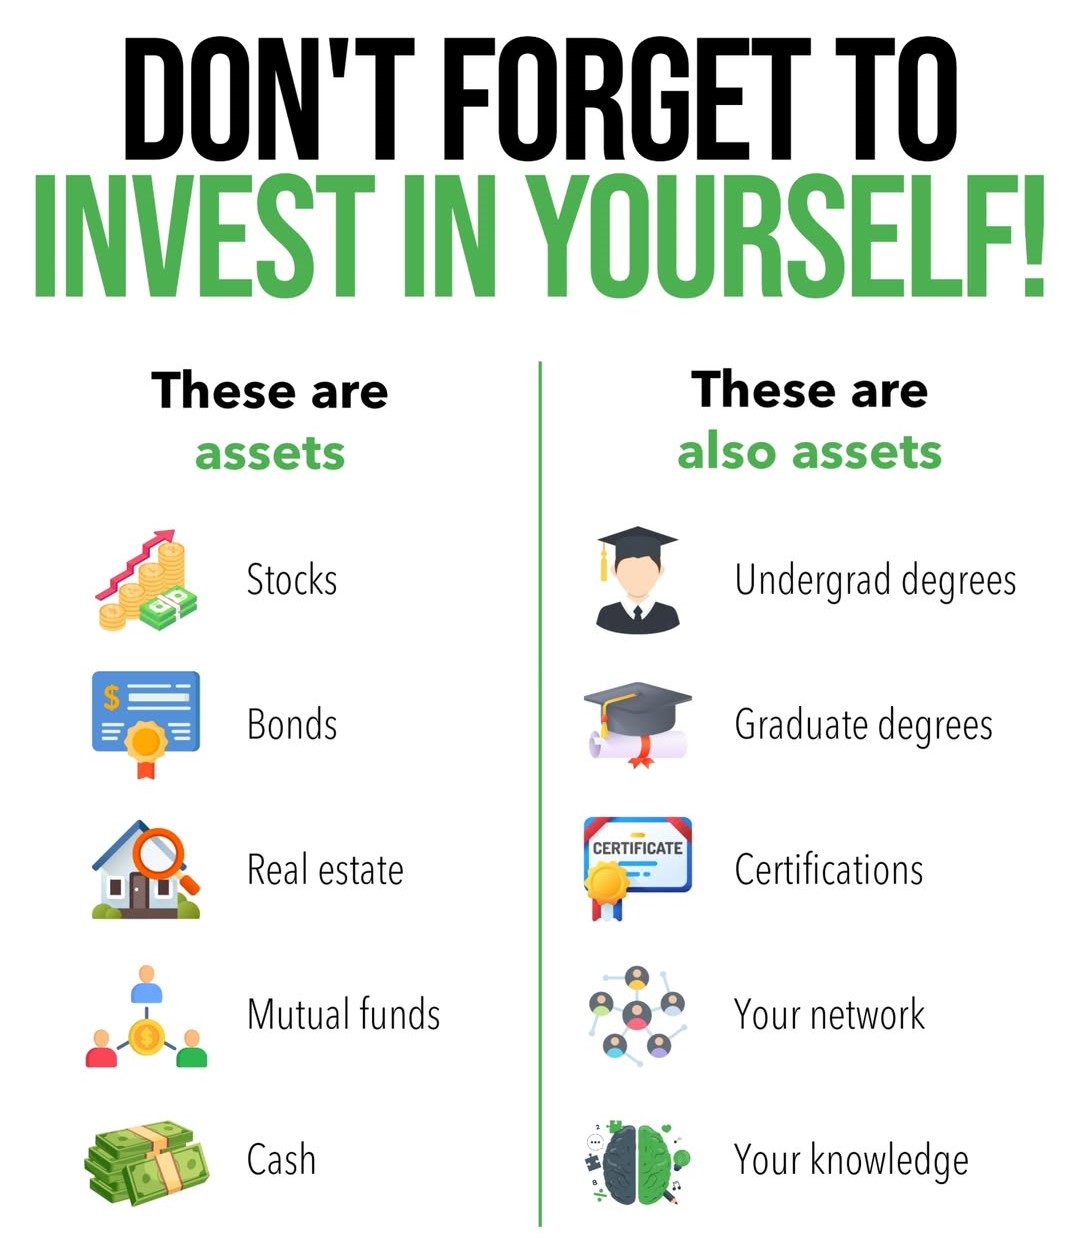 DON'T FORGET TO
INVEST IN YOURSELF!
These are
assets
Stocks
Bonds
Real estate
Mutual funds
Cash
These are
also assets
Undergrad degrees
Graduate degrees
CERTIFICATE
Certifications
Your network
Your knowledge